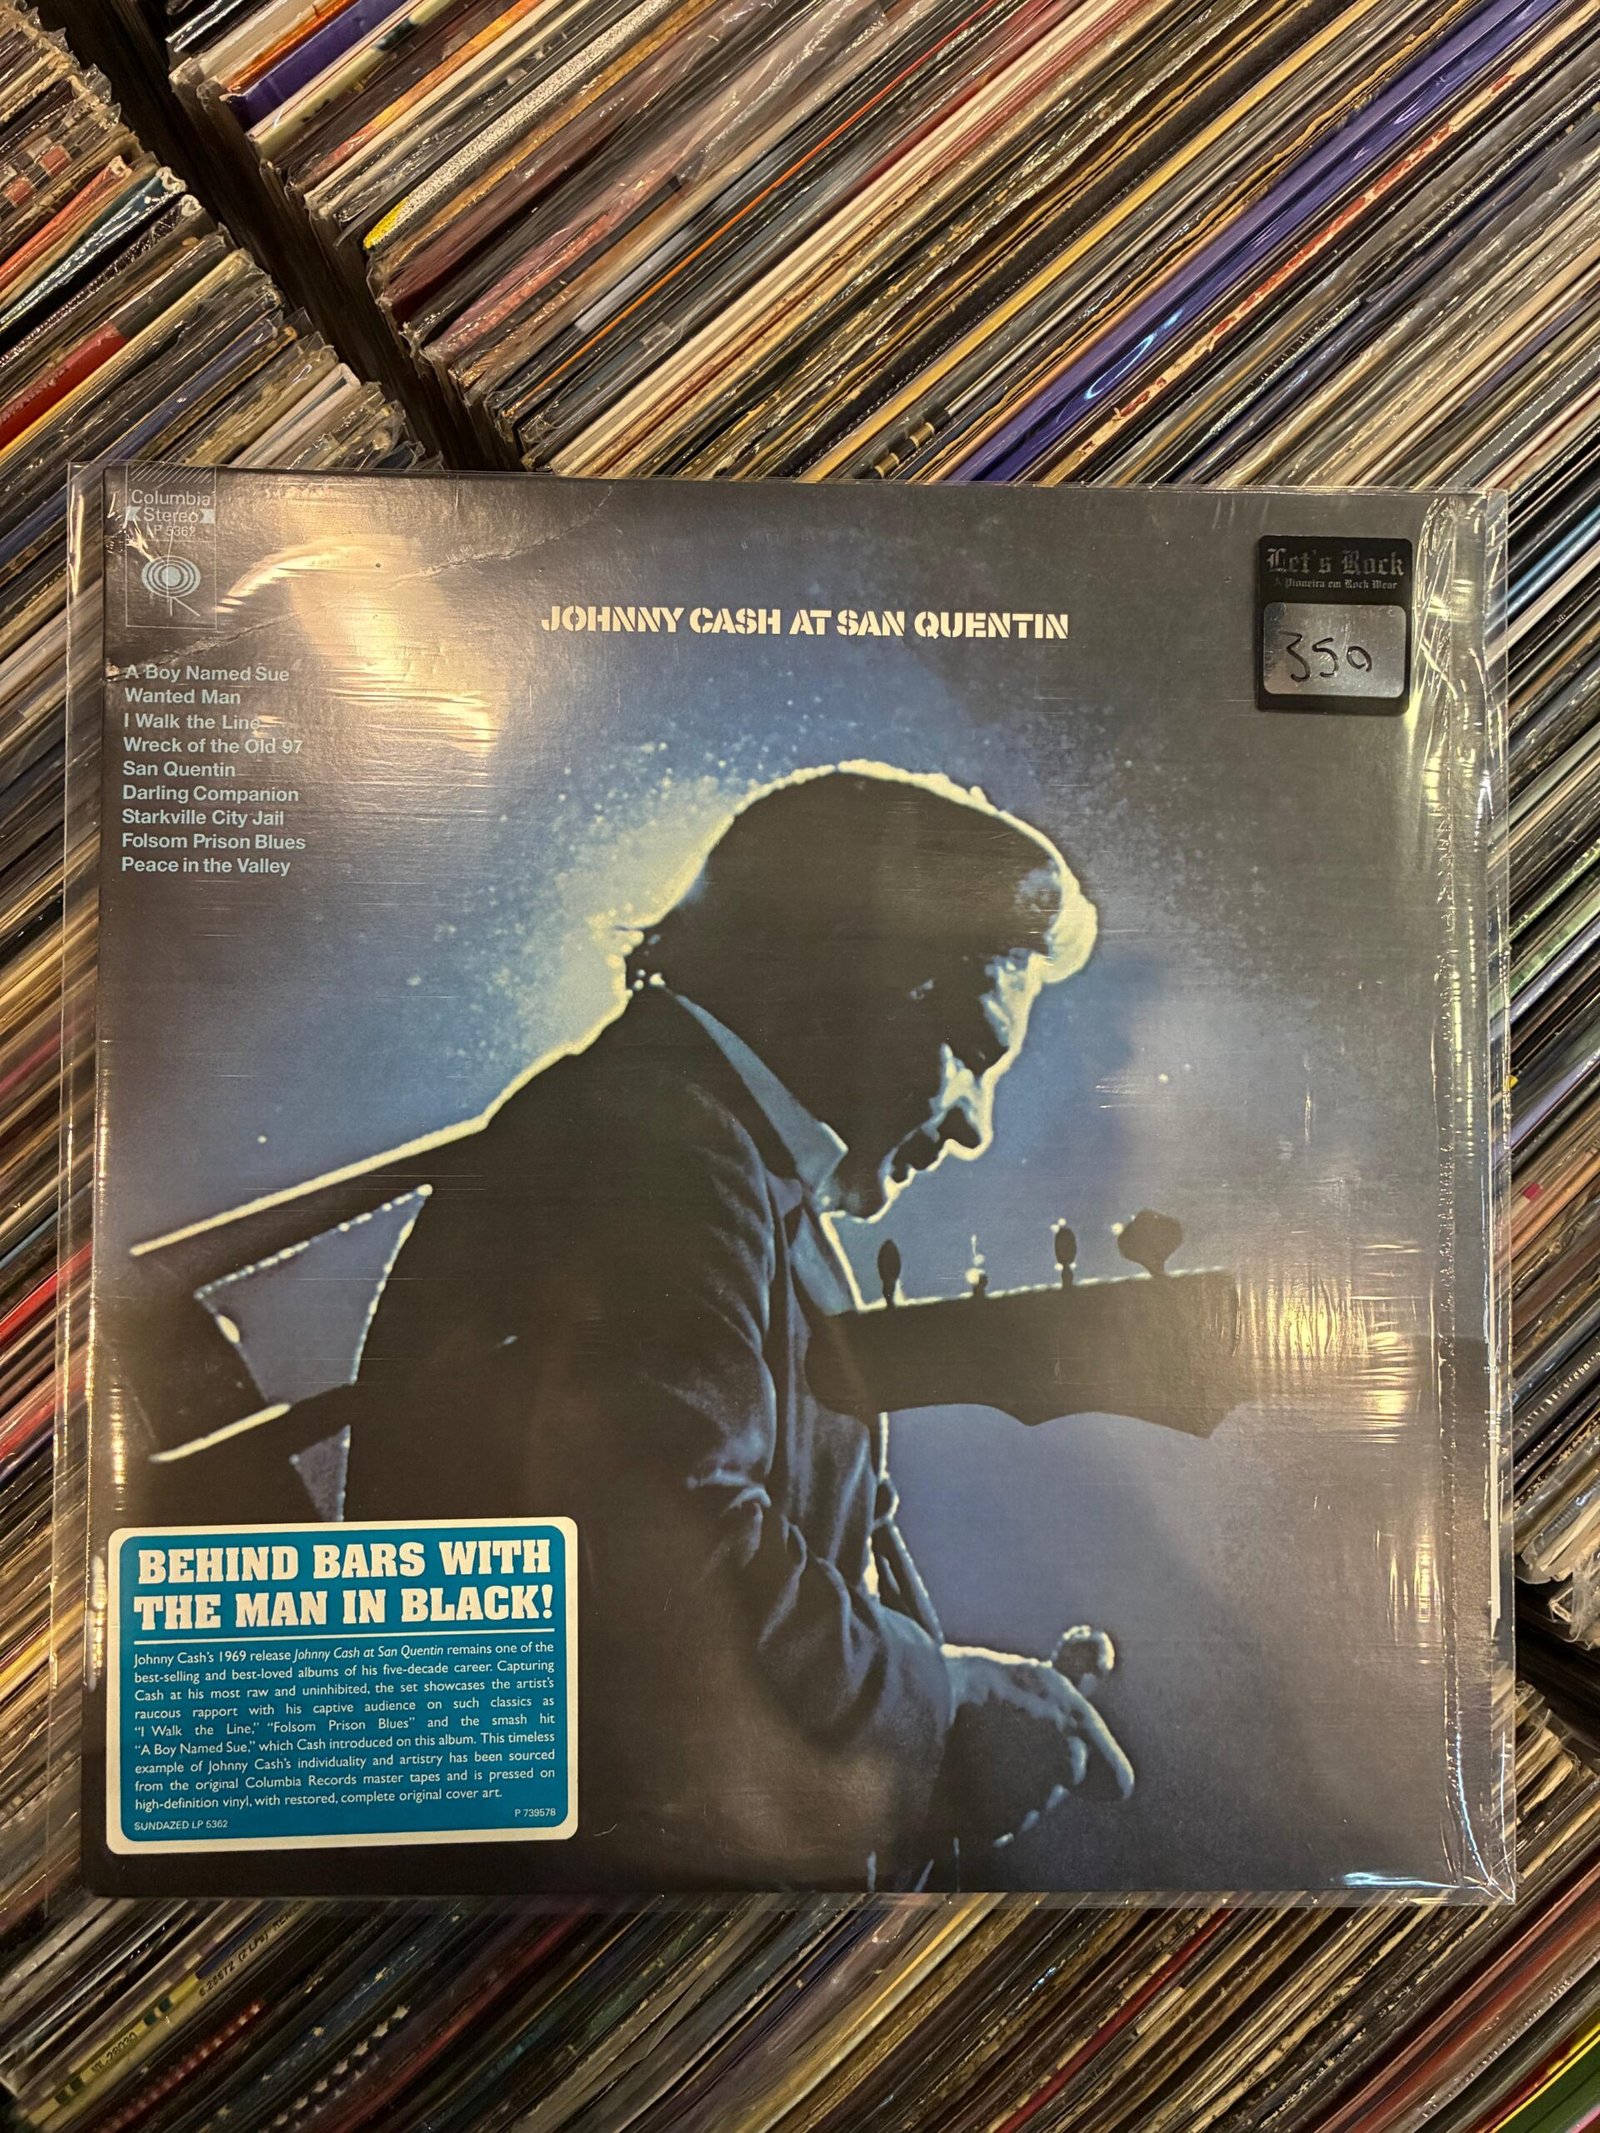 Columbia
Stereo
LP 5362
JOHNNY CASH AT SAN QUENTIN
Let's Rock
A Pioneira em Rock Wear
350
A Boy Named Sue
Wanted Man
I Walk the Line
Wreck of the Old 97
San Quentin
Darling Companion
Starkville City Jail
Folsom Prison Blues
Peace in the Valley
BEHIND BARS WITH
THE MAN IN BLACK!
Johnny Cash's 1969 release Johnny Cash at San Quentin remains one of the
best-selling and best-loved albums of his five-decade career. Capturing
Cash at his most raw and uninhibited, the set showcases the artist's
raucous rapport with his captive audience on such classics as
“I Walk the Line,” “Folsom Prison Blues” and the smash hit
“A Boy Named Sue,” which Cash introduced on this album. This timeless
example of Johnny Cash's individuality and artistry has been sourced
from the original Columbia Records master tapes and is pressed on
high-definition vinyl, with restored, complete original cover art.
P 739578
SUNDAZED LP 5362